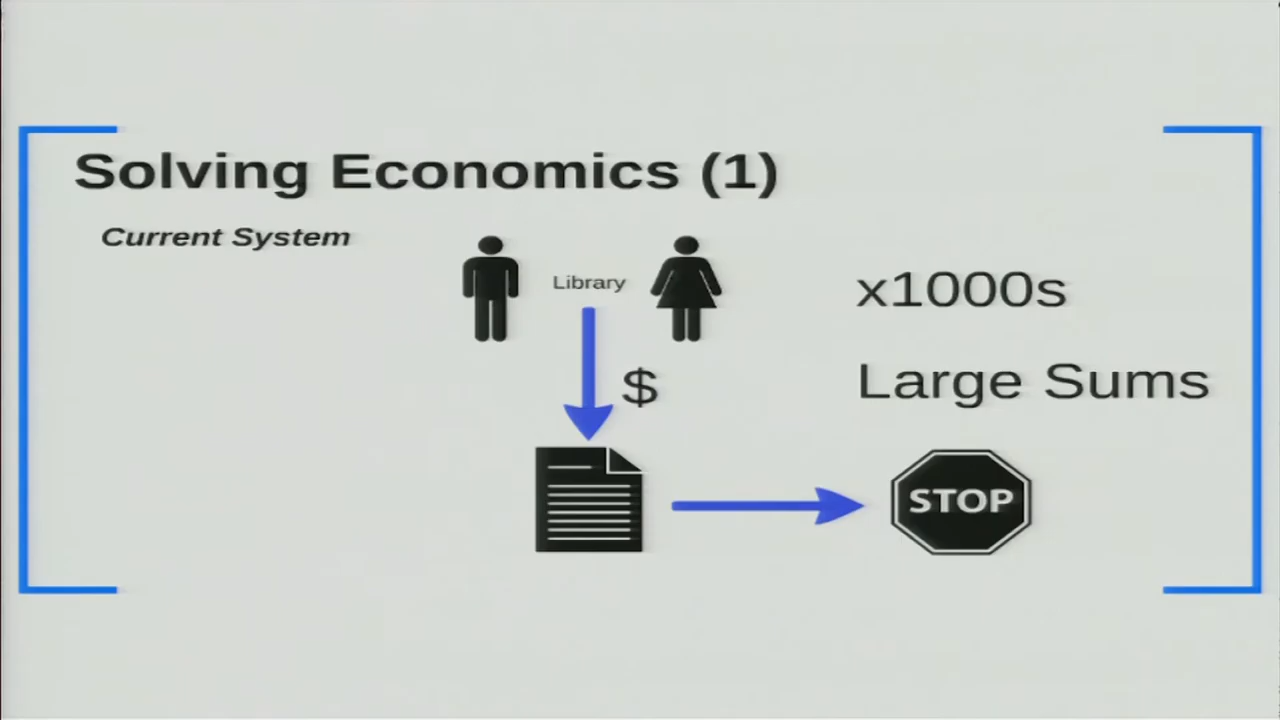 Solving Economics (1)
Current System
Library
x1000s
$
Large Sums
STOP